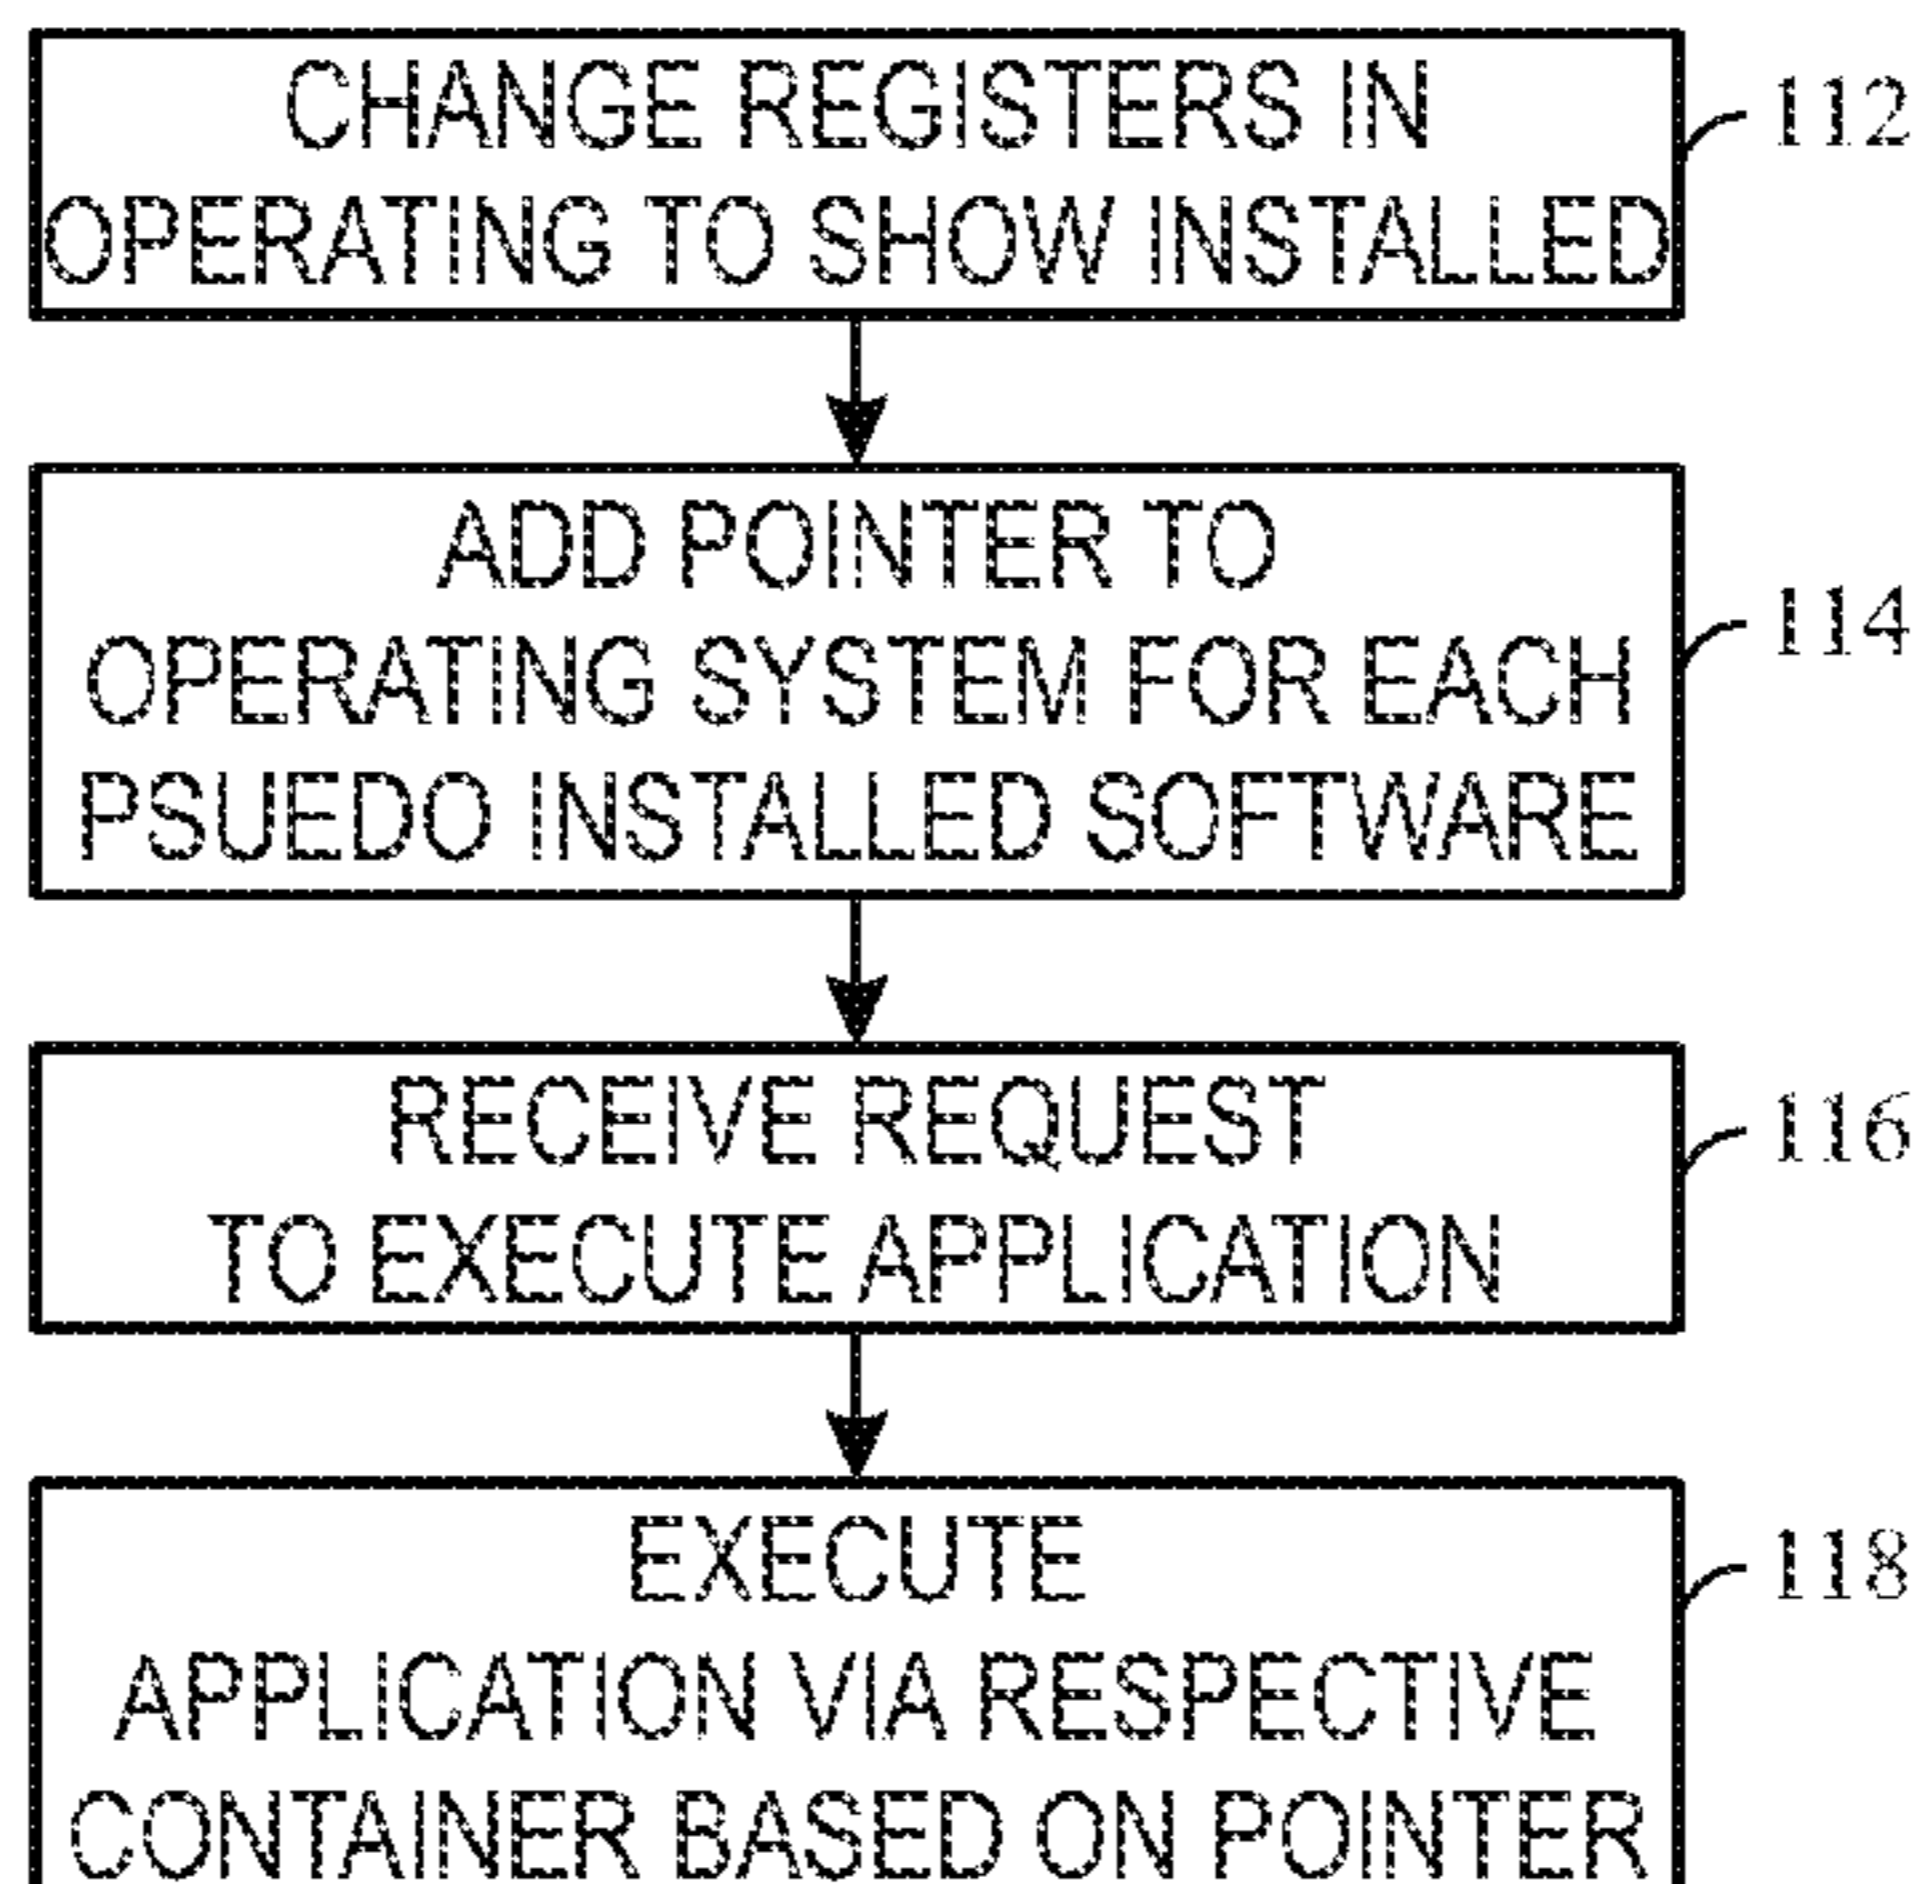 CHANGE REGISTERS IN
OPERATING TO SHOW INSTALLED
112
ADD POINTER TO
OPERATING SYSTEM FOR EACH
PSUEDO INSTALLED SOFTWARE
114
RECEIVE REQUEST
TO EXECUTE APPLICATION
116
EXECUTE
APPLICATION VIA RESPECTIVE
CONTAINER BASED ON POINTER
118